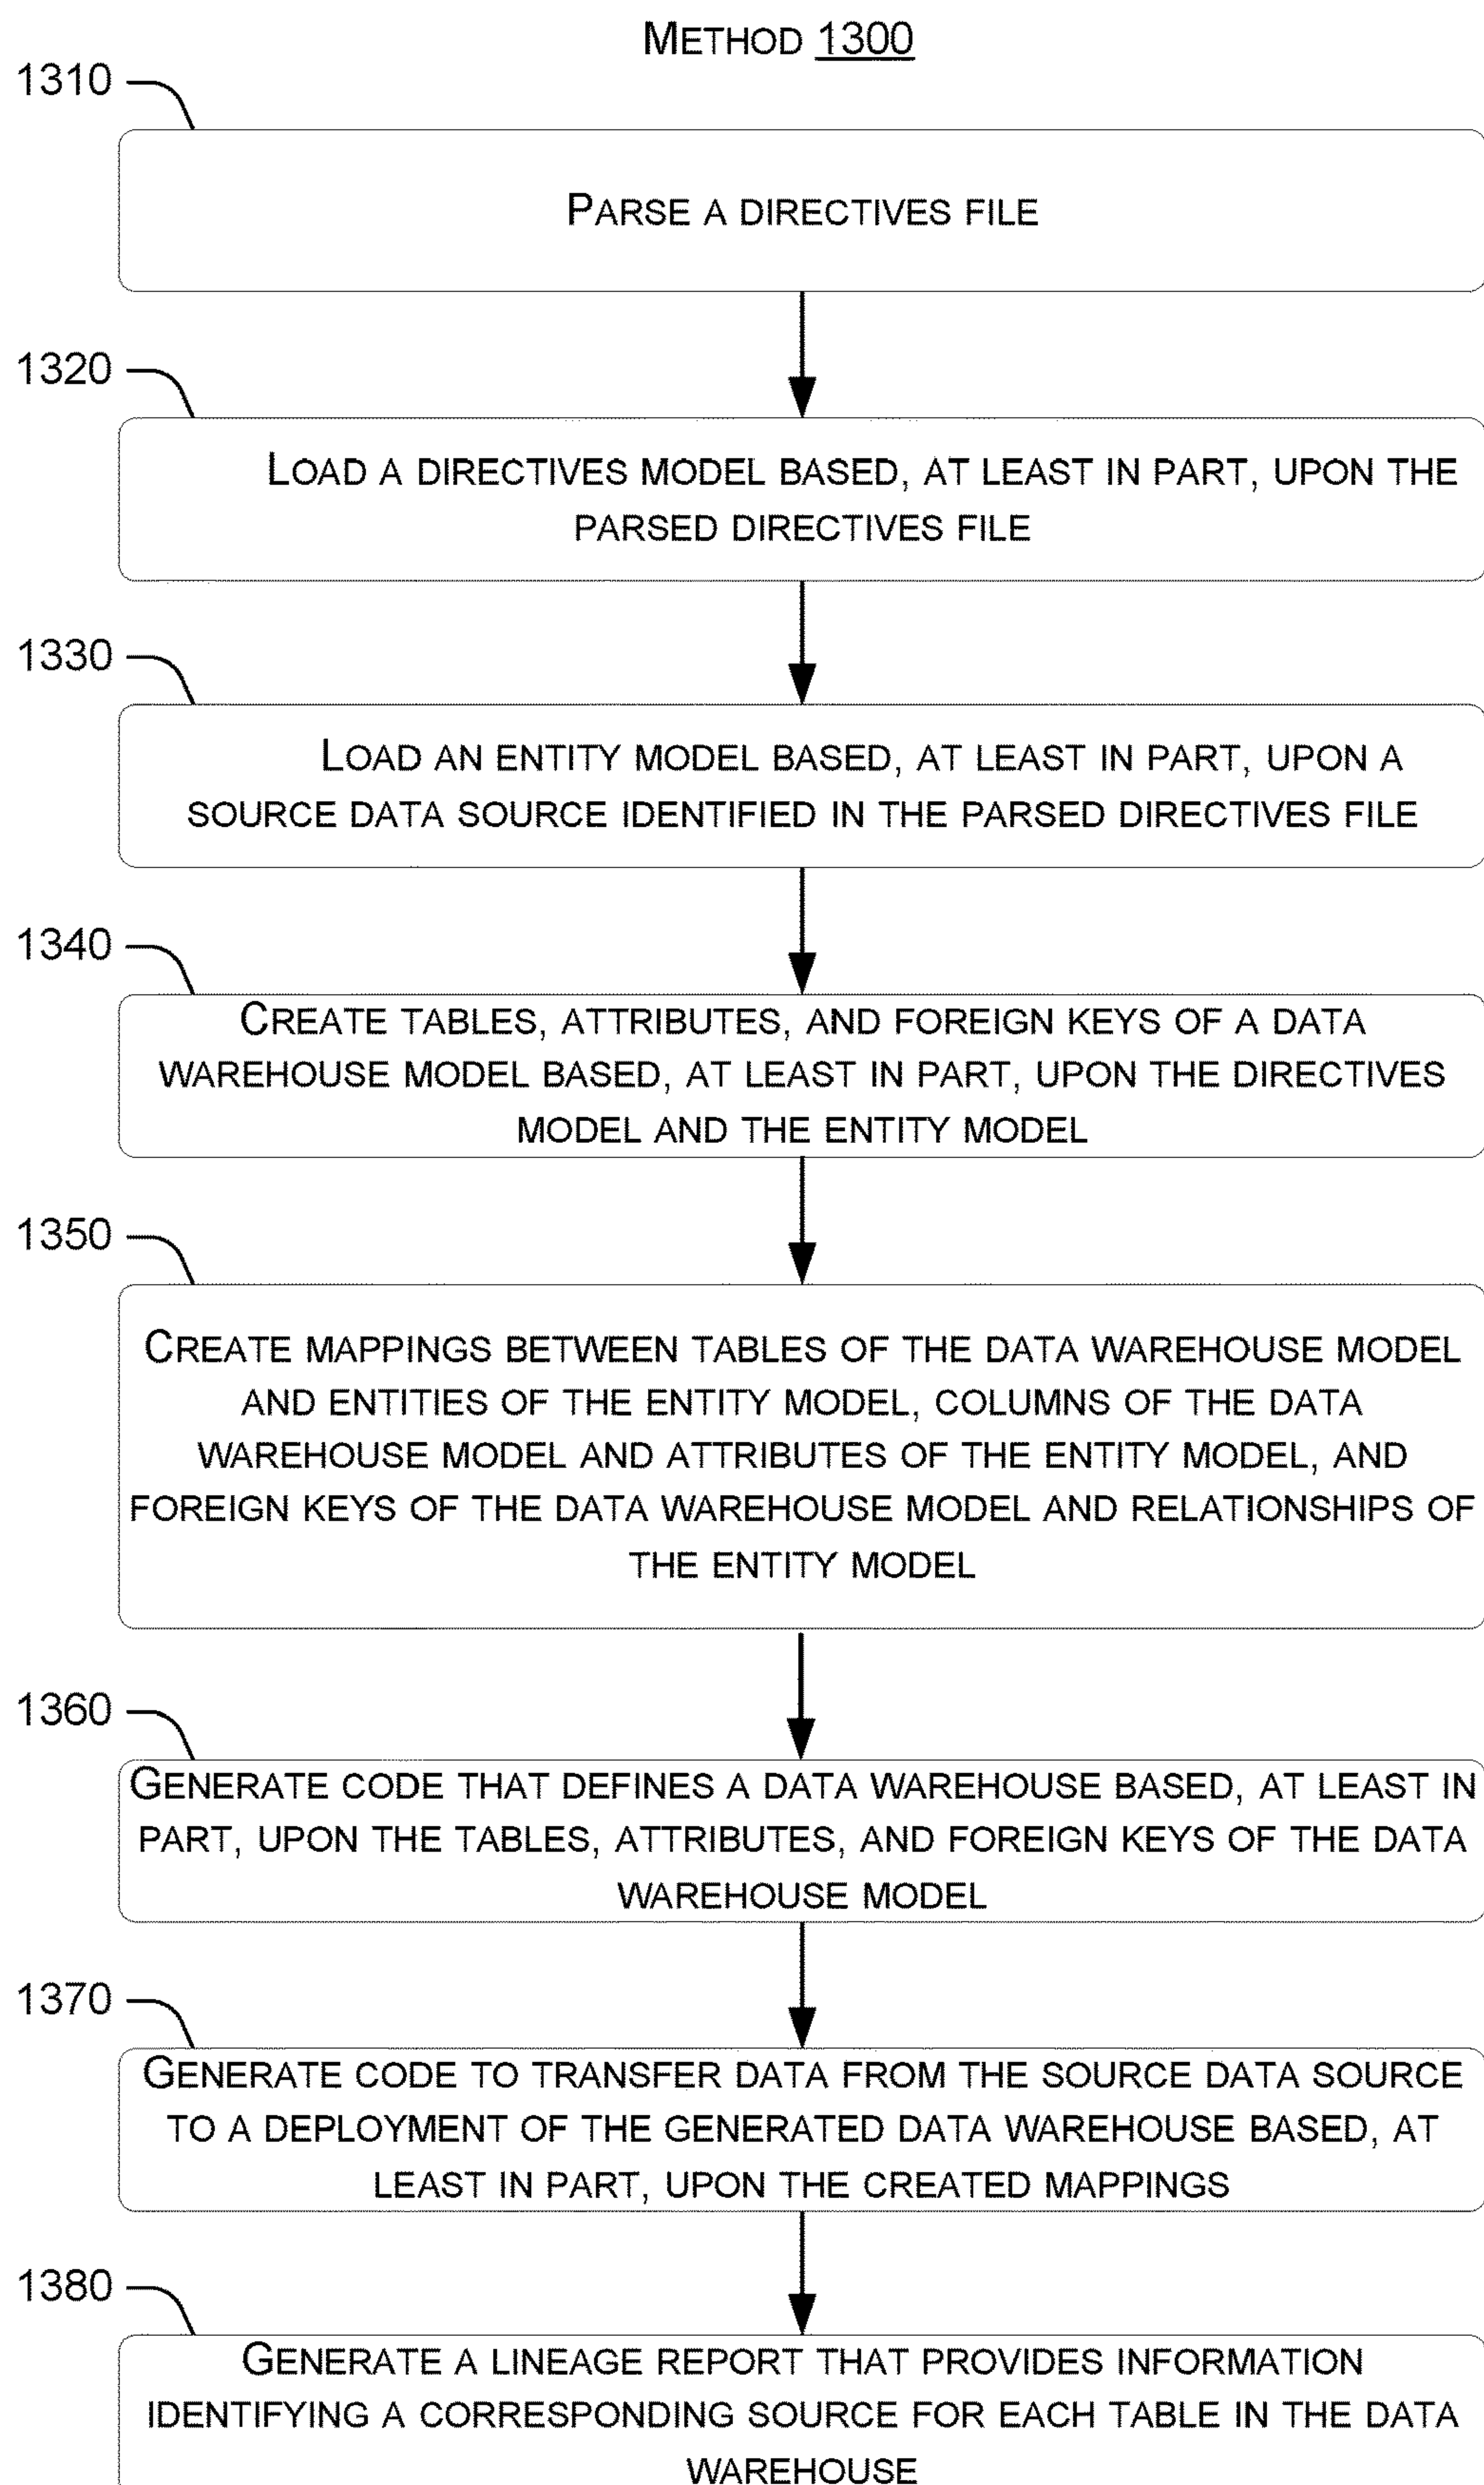 METHOD 1300
1310
PARSE A DIRECTIVES FILE
1320
LOAD A DIRECTIVES MODEL BASED, AT LEAST IN PART, UPON THE
PARSED DIRECTIVES FILE
1330
LOAD AN ENTITY MODEL BASED, AT LEAST IN PART, UPON A
SOURCE DATA SOURCE IDENTIFIED IN THE PARSED DIRECTIVES FILE
1340
CREATE TABLES, ATTRIBUTES, AND FOREIGN KEYS OF A DATA
WAREHOUSE MODEL BASED, AT LEAST IN PART, UPON THE DIRECTIVES
MODEL AND THE ENTITY MODEL
1350
CREATE MAPPINGS BETWEEN TABLES OF THE DATA WAREHOUSE MODEL
AND ENTITIES OF THE ENTITY MODEL, COLUMNS OF THE DATA
WAREHOUSE MODEL AND ATTRIBUTES OF THE ENTITY MODEL, AND
FOREIGN KEYS OF THE DATA WAREHOUSE MODEL AND RELATIONSHIPS OF
THE ENTITY MODEL
1360
GENERATE CODE THAT DEFINES A DATA WAREHOUSE BASED, AT LEAST IN
PART, UPON THE TABLES, ATTRIBUTES, AND FOREIGN KEYS OF THE DATA
WAREHOUSE MODEL
1370
GENERATE CODE TO TRANSFER DATA FROM THE SOURCE DATA SOURCE
TO A DEPLOYMENT OF THE GENERATED DATA WAREHOUSE BASED, AT
LEAST IN PART, UPON THE CREATED MAPPINGS
1380
GENERATE A LINEAGE REPORT THAT PROVIDES INFORMATION
IDENTIFYING A CORRESPONDING SOURCE FOR EACH TABLE IN THE DATA
WAREHOUSE